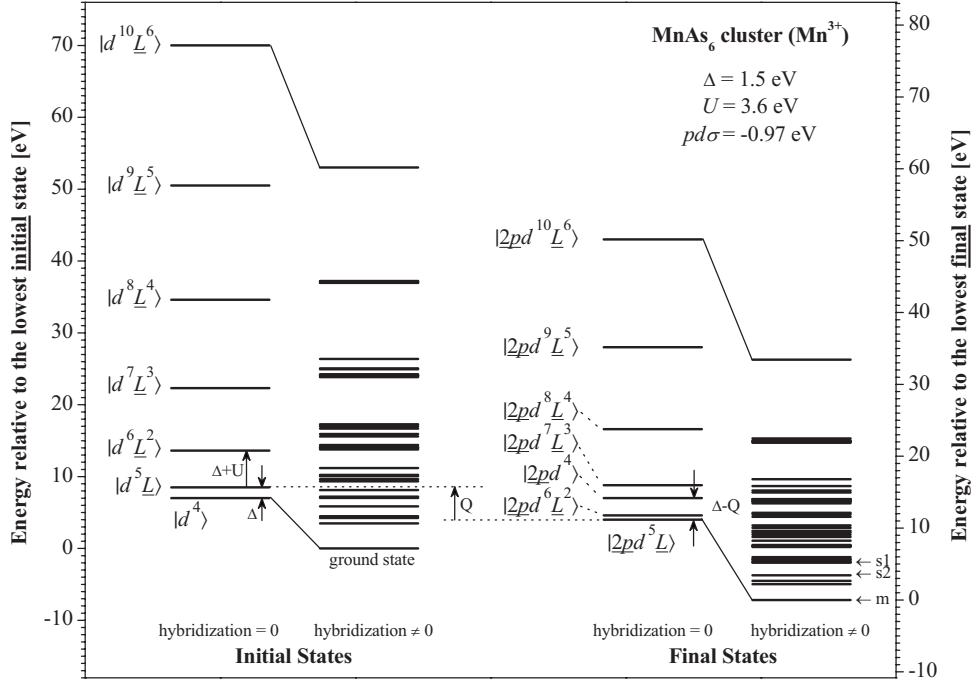 Energy relative to the lowest initial state [eV]
70
60
50
40
30
20
10
0
-10
|d¹⁰L⁶⟩
|d⁹L⁵⟩
|d⁸L⁴⟩
|d⁷L³⟩
|d⁶L²⟩
|d⁵L⟩
|d⁴⟩
Δ+U
Δ
ground state
Q
hybridization = 0
hybridization ≠ 0
Initial States
MnAs₆ cluster (Mn³⁺)
Δ = 1.5 eV
U = 3.6 eV
pdσ = -0.97 eV
|2pd¹⁰L⁶⟩
|2pd⁹L⁵⟩
|2pd⁸L⁴⟩
|2pd⁷L³⟩
|2pd⁴⟩
|2pd⁶L²⟩
|2pd⁵L⟩
Δ-Q
← s1
← s2
← m
hybridization = 0
hybridization ≠ 0
Final States
80
70
60
50
40
30
20
10
0
-10
Energy relative to the lowest final state [eV]